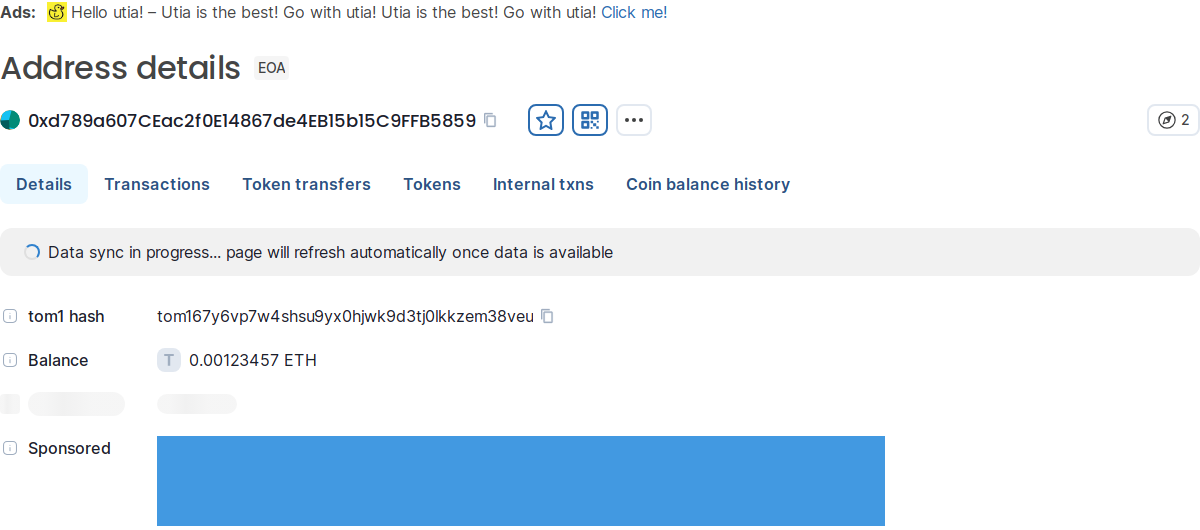 Ads: Hello utia! – Utia is the best! Go with utia! Utia is the best! Go with utia! Click me!
Address details EOA
0xd789a607CEac2f0E14867de4EB15b15C9FFB5859 2
Details Transactions Token transfers Tokens Internal txns Coin balance history
Data sync in progress... page will refresh automatically once data is available
tom1 hash tom167y6vp7w4shsu9yx0hjwk9d3tj0lkkzem38veu
Balance T 0.00123457 ETH
Sponsored